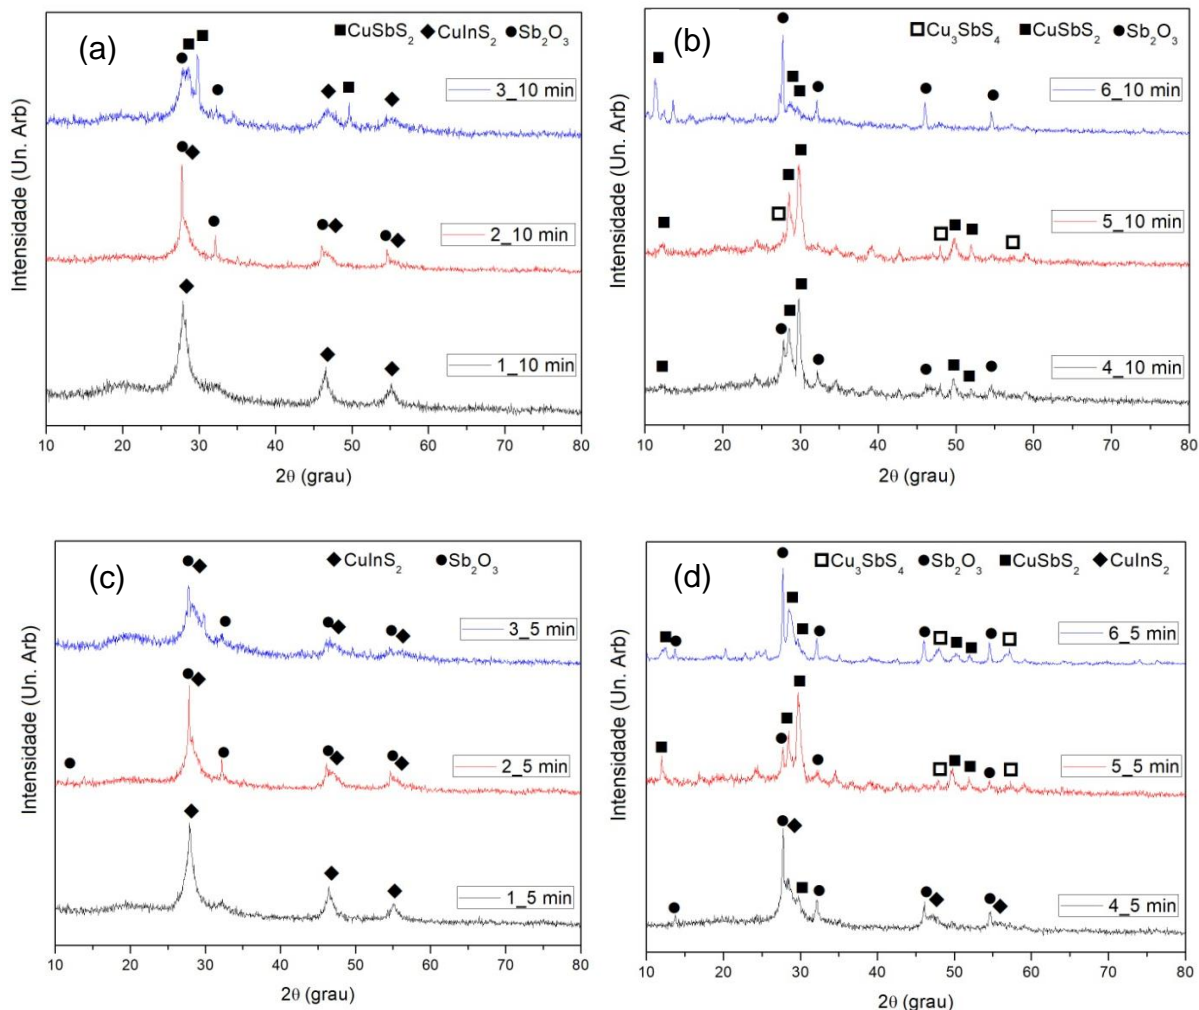 (a)
■CuSbS₂ ◆CuInS₂ ●Sb₂O₃
3_10 min
2_10 min
1_10 min
Intensidade (Un. Arb)
10 20 30 40 50 60 70 80
2θ (grau)
(b)
□Cu₃SbS₄ ■CuSbS₂ ●Sb₂O₃
6_10 min
5_10 min
4_10 min
Intensidade (Un. Arb)
10 20 30 40 50 60 70 80
2θ (grau)
(c)
◆CuInS₂ ●Sb₂O₃
3_5 min
2_5 min
1_5 min
Intensidade (Un. Arb)
10 20 30 40 50 60 70 80
2θ (grau)
(d)
□Cu₃SbS₄ ●Sb₂O₃ ■CuSbS₂ ◆CuInS₂
6_5 min
5_5 min
4_5 min
Intensidade (Un. Arb)
10 20 30 40 50 60 70 80
2θ (grau)